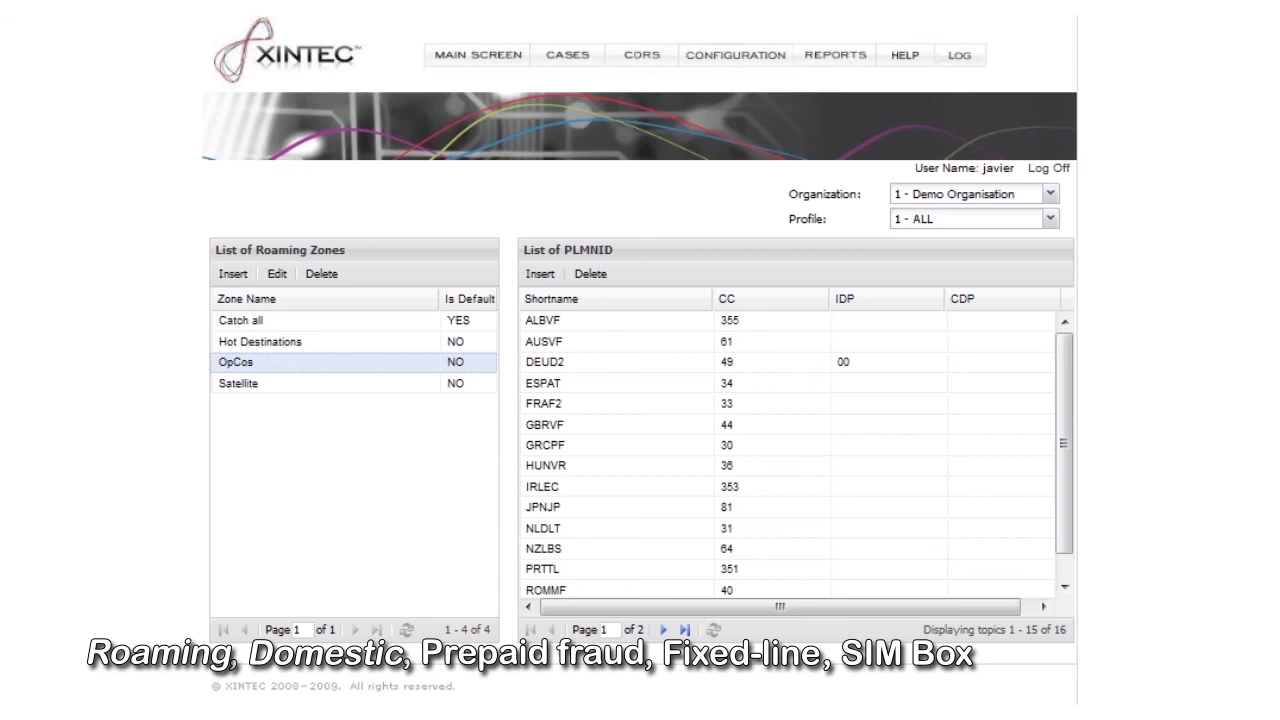 XINTEC™
MAIN SCREEN CASES CDRS CONFIGURATION REPORTS HELP LOG
User Name: javier Log Off
Organization: 1 - Demo Organisation
Profile: 1 - ALL
List of Roaming Zones
Insert Edit Delete
Zone Name Is Default
Catch all YES
Hot Destinations NO
OpCos NO
Satellite NO
Page 1 of 1 1 - 4 of 4
List of PLMNID
Insert Delete
Shortname CC IDP CDP
ALBVF 355
AUSVF 61
DEUD2 49 00
ESPAT 34
FRAF2 33
GBRVF 44
GRCPF 30
HUNVR 36
IRLEC 353
JPNJP 81
NLDLT 31
NZLBS 64
PRTTL 351
ROMMF 40
Page 1 of 2 Displaying topics 1 - 15 of 16
Roaming, Domestic, Prepaid fraud, Fixed-line, SIM Box
© XINTEC 2008-2009. All rights reserved.